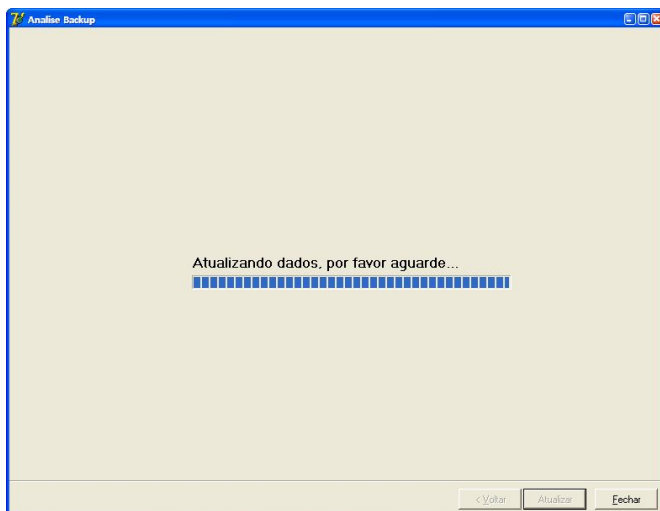 Analise Backup
Atualizando dados, por favor aguarde...
< Voltar
Atualizar
Fechar